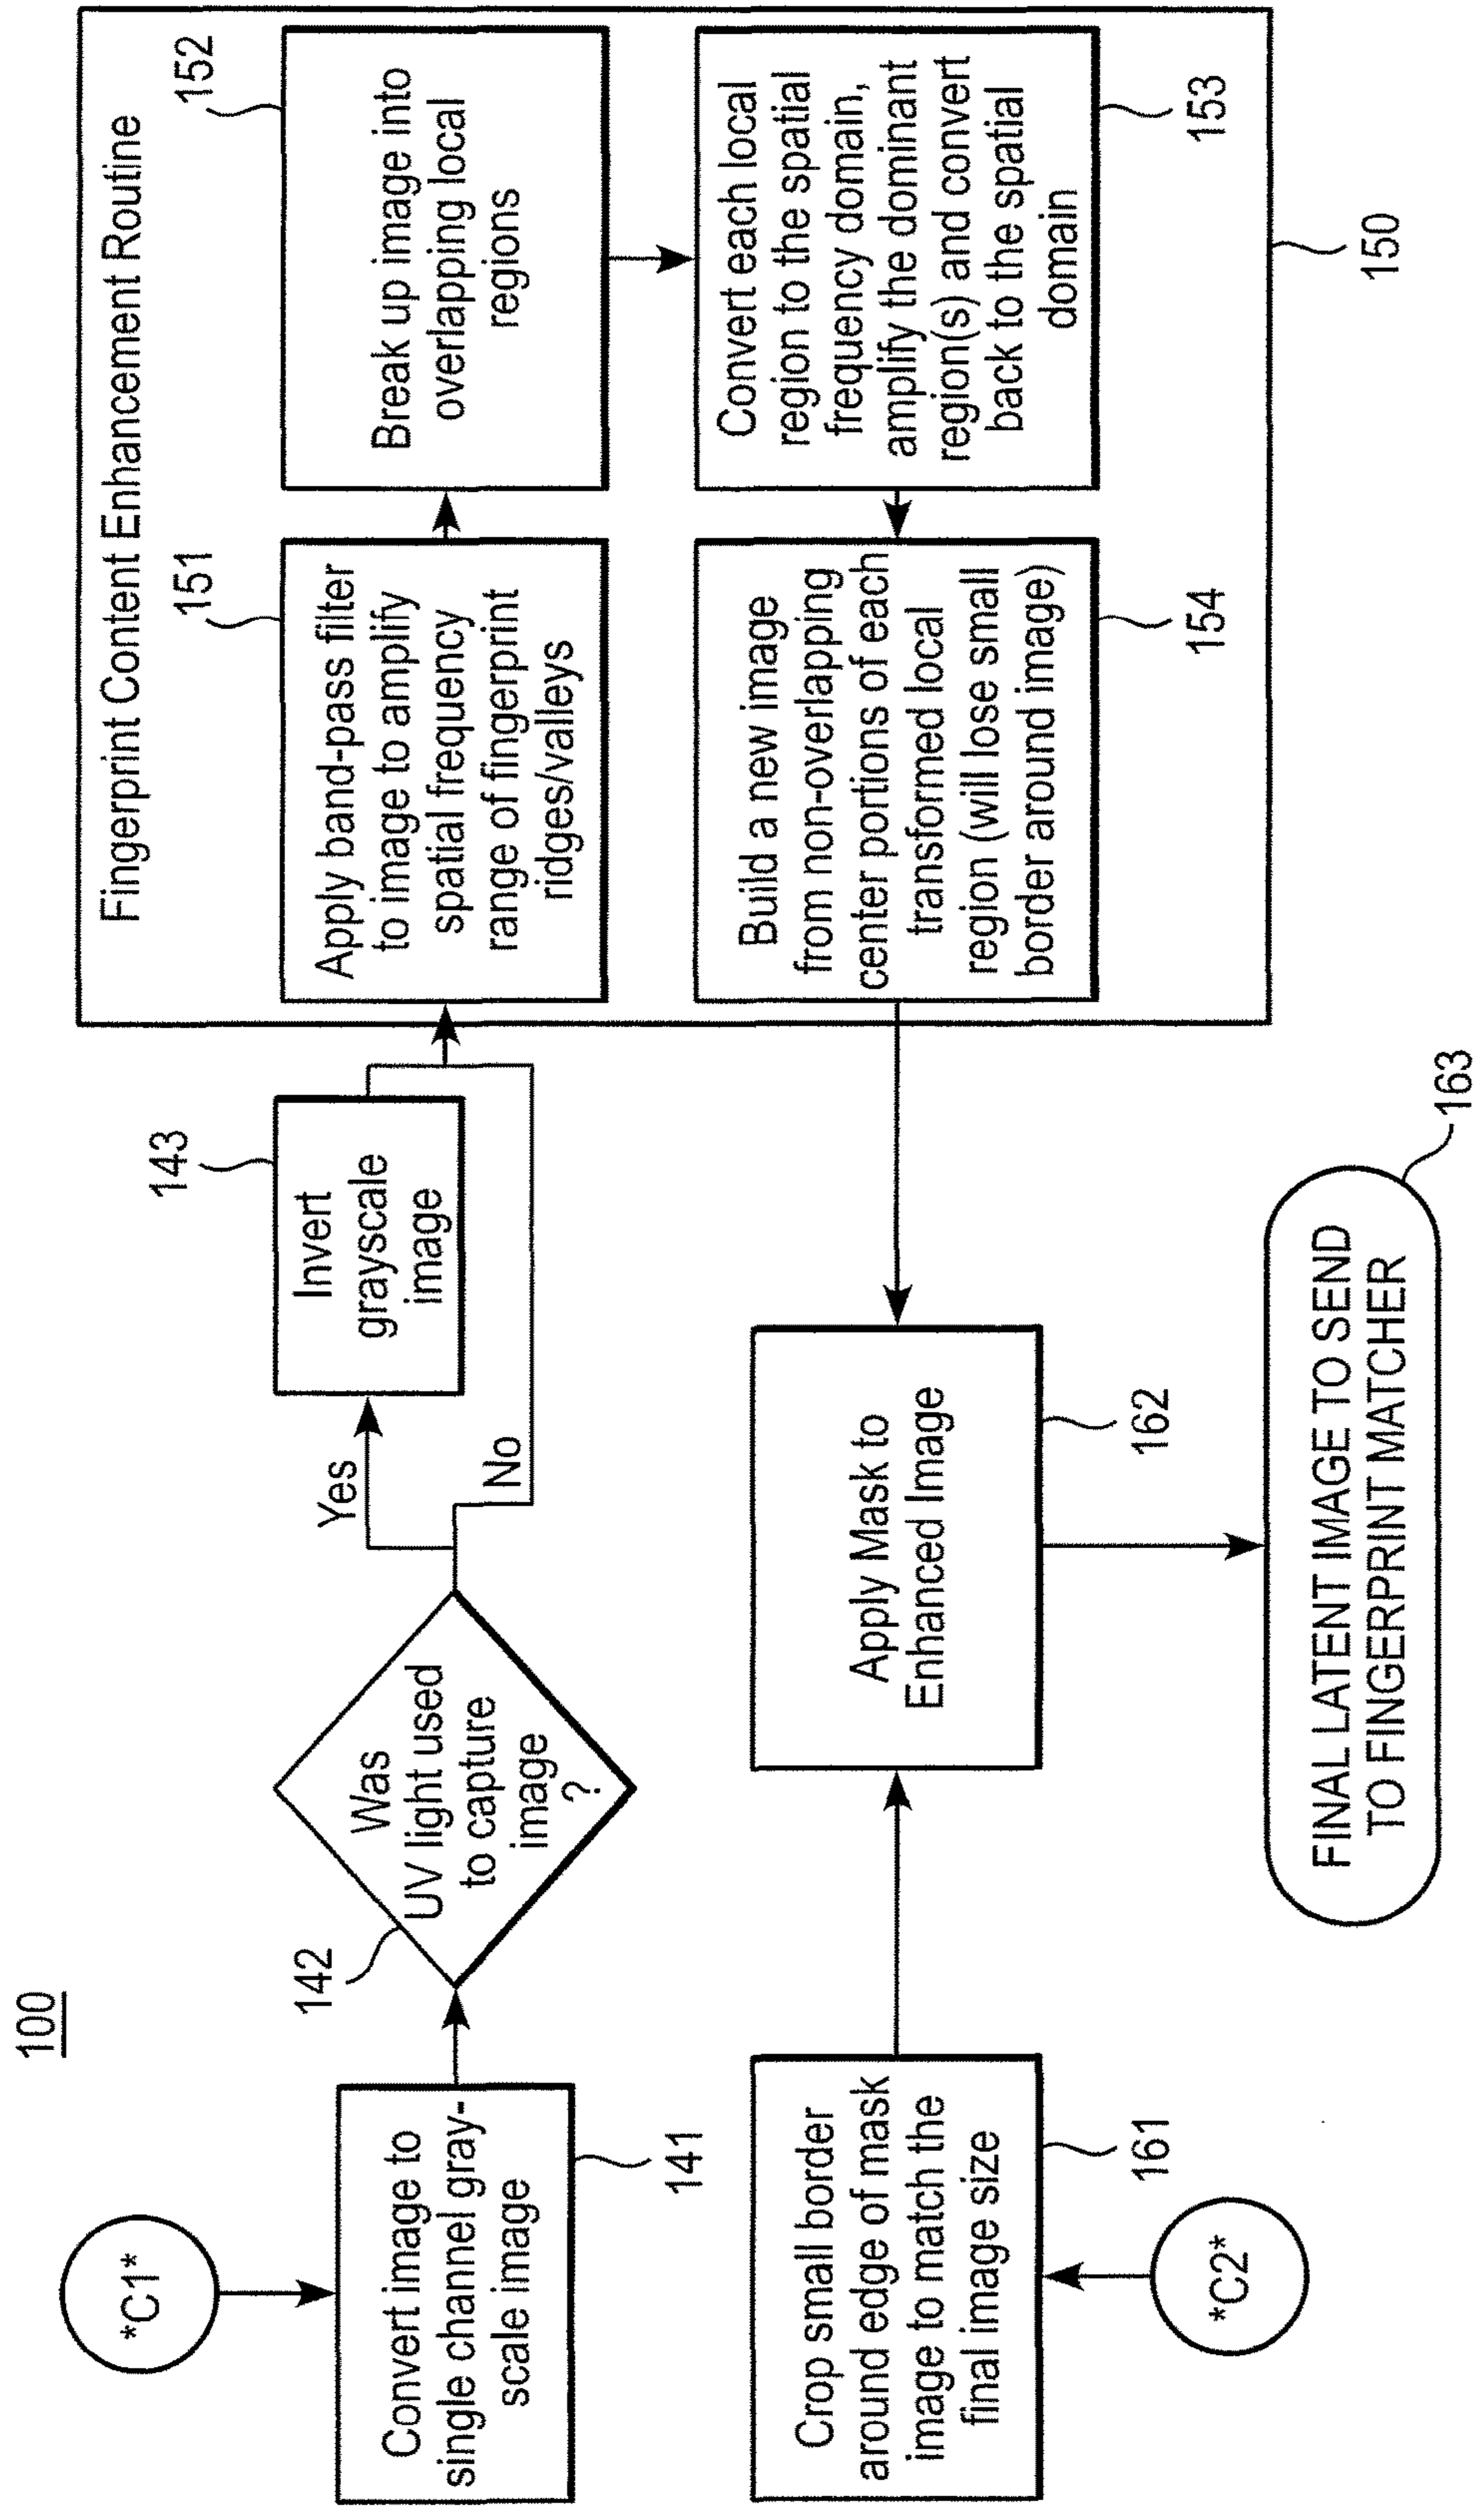 100
*C1*
Convert image to
single channel gray-
scale image
141
142
Was
UV light used
to capture
image
?
Yes
No
143
Invert
grayscale
image
Fingerprint Content Enhancement Routine
151
Apply band-pass filter
to image to amplify
spatial frequency
range of fingerprint
ridges/valleys
152
Break up image into
overlapping local
regions
Convert each local
region to the spatial
frequency domain,
amplify the dominant
region(s) and convert
back to the spatial
domain
153
Build a new image
from non-overlapping
center portions of each
transformed local
region (will lose small
border around image)
154
150
*C2*
Crop small border
around edge of mask
image to match the
final image size
161
Apply Mask to
Enhanced Image
162
FINAL LATENT IMAGE TO SEND
TO FINGERPRINT MATCHER
163